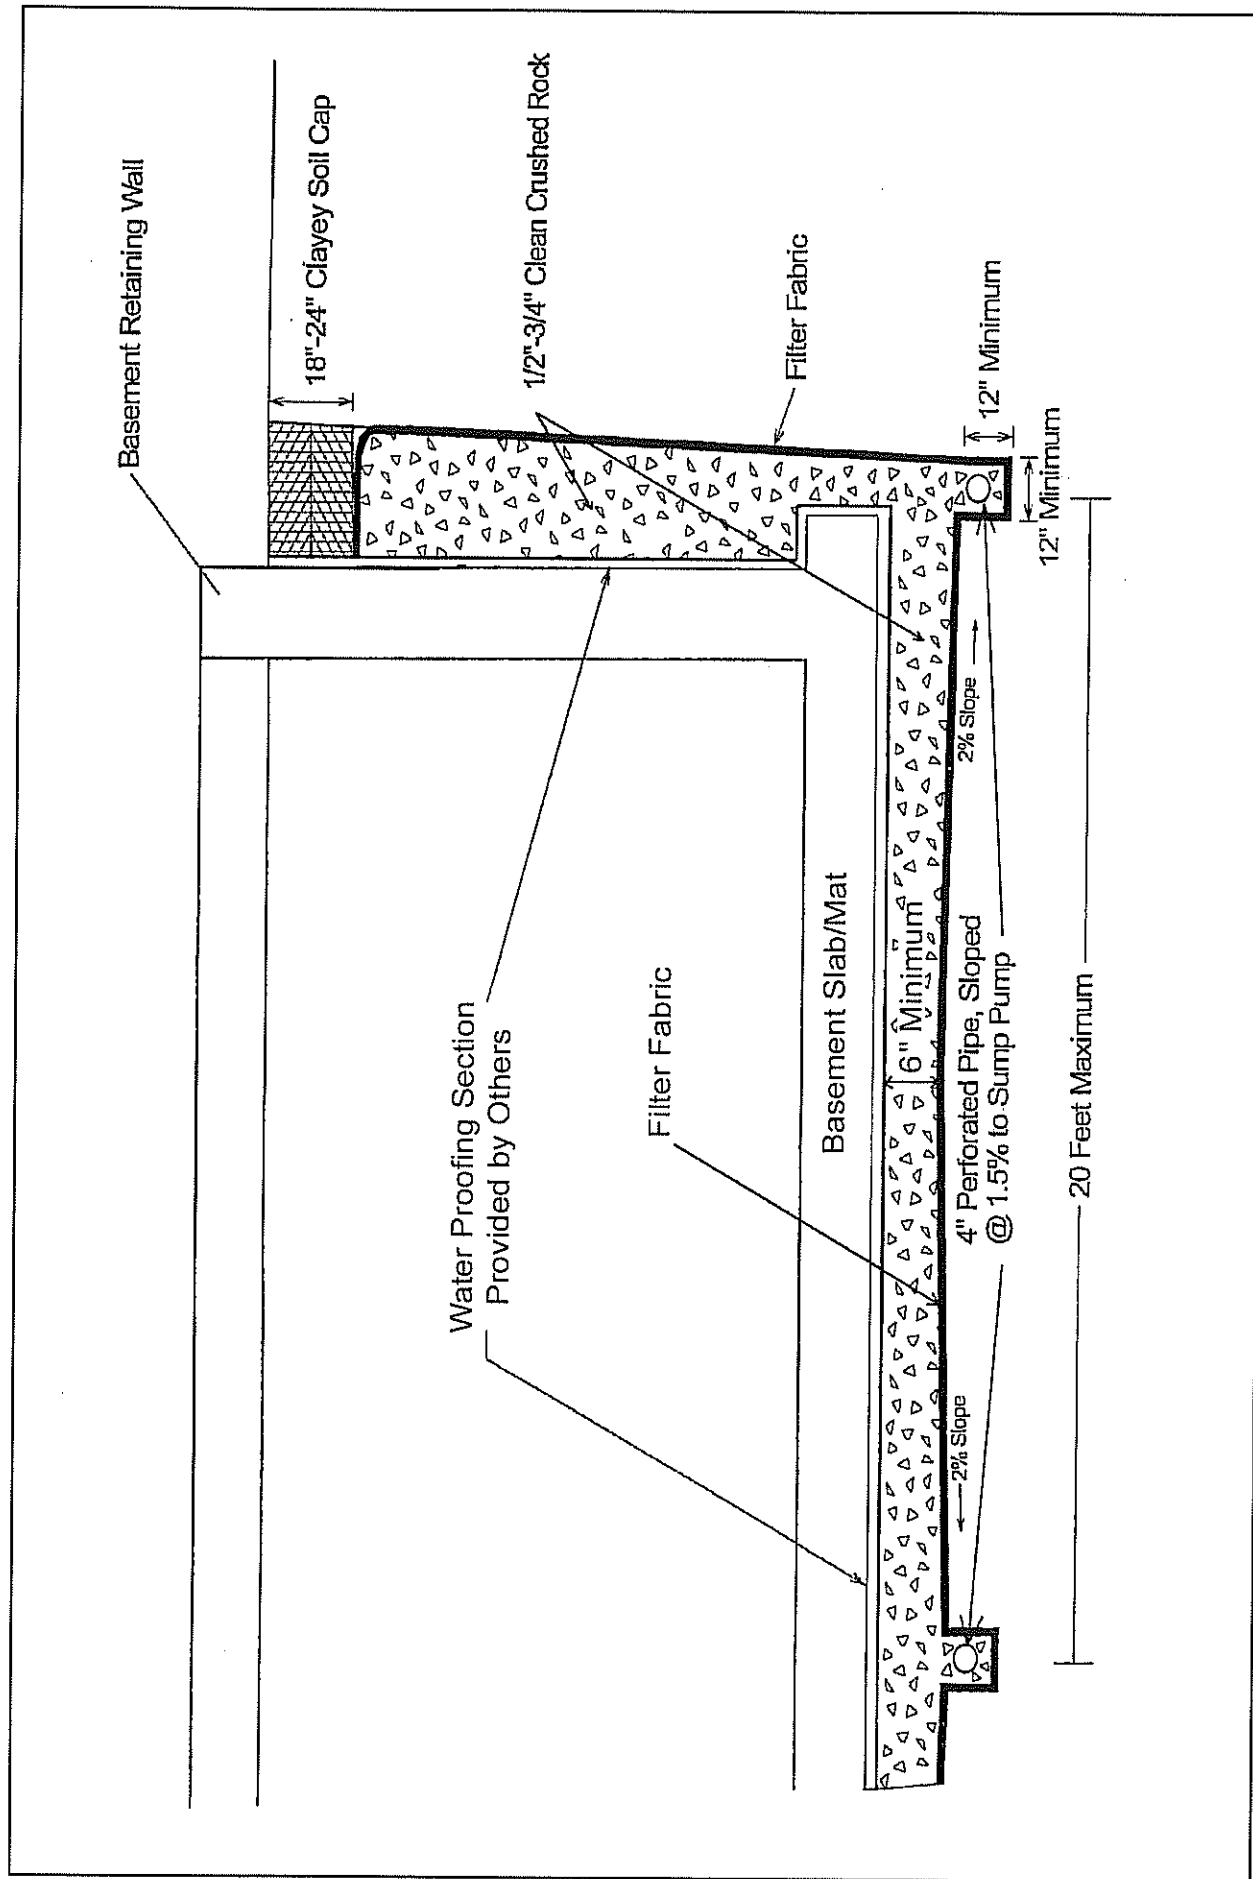 Basement Retaining Wall
18"-24" Clayey Soil Cap
1/2"-3/4" Clean Crushed Rock
Water Proofing Section
Provided by Others
Filter Fabric
Filter Fabric
Basement Slab/Mat
6" Minimum
12" Minimum
12" Minimum
2% Slope
2% Slope
4" Perforated Pipe, Sloped
@ 1.5% to Sump Pump
20 Feet Maximum